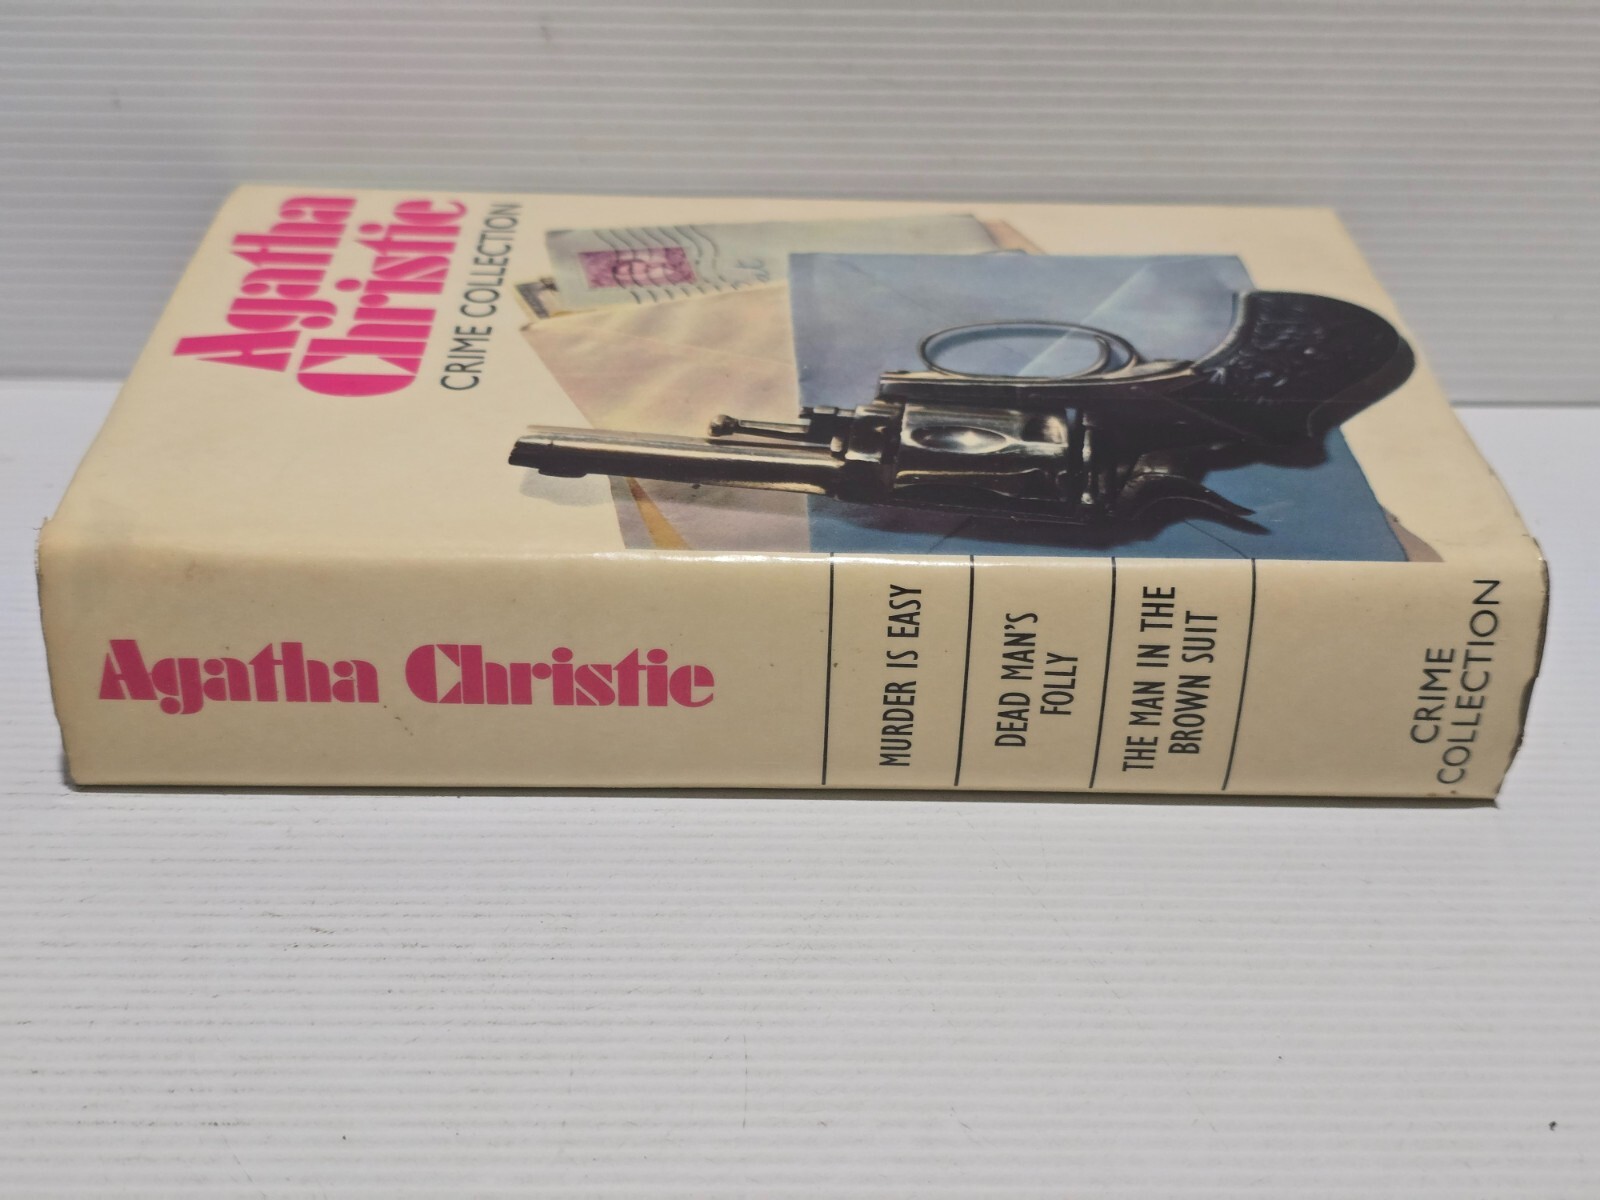 Agatha
Christie
CRIME COLLECTION
Agatha Christie
MURDER IS EASY
DEAD MAN'S
FOLLY
THE MAN IN THE
BROWN SUIT
CRIME
COLLECTION